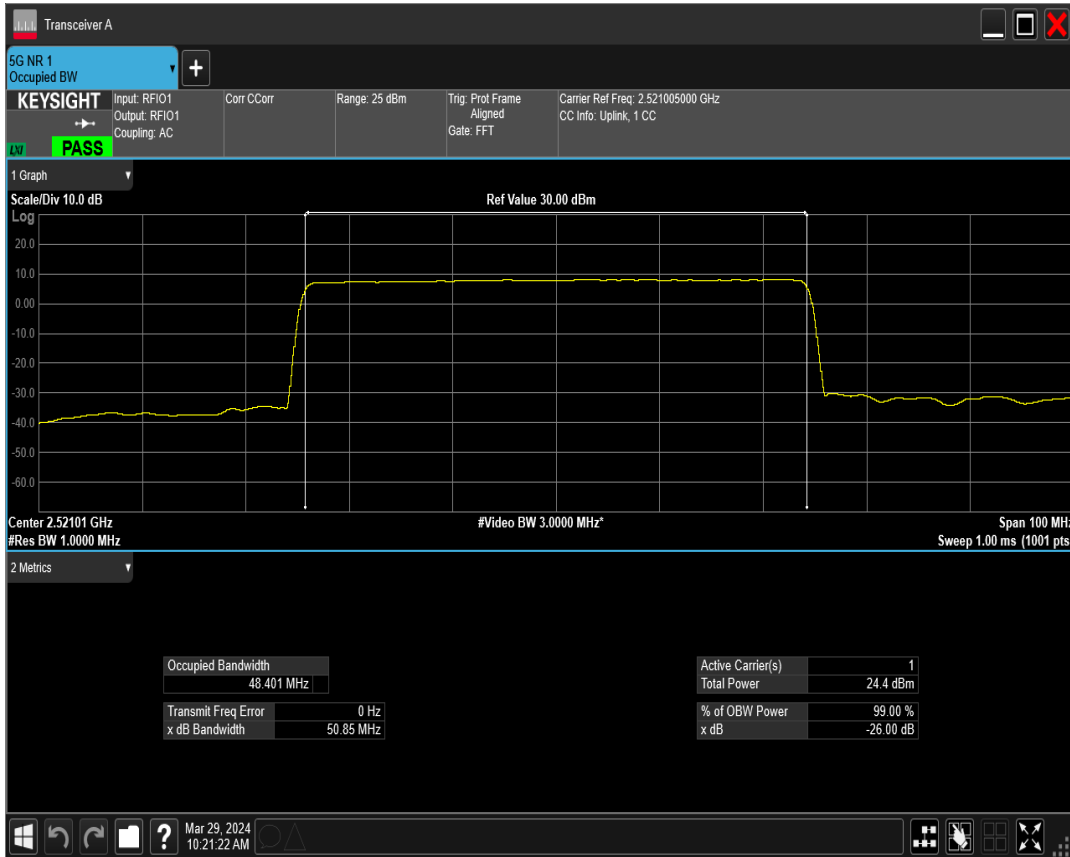 Transceiver A
5G NR 1
Occupied BW
KEYSIGHT
LXI
PASS
Input: RFIO1
Output: RFIO1
Coupling: AC
Corr CCorr
Range: 25 dBm
Trig: Prot Frame
Aligned
Gate: FFT
Carrier Ref Freq: 2.521005000 GHz
CC Info: Uplink, 1 CC
1 Graph
Scale/Div 10.0 dB
Ref Value 30.00 dBm
Log
20.0
10.0
0.00
-10.0
-20.0
-30.0
-40.0
-50.0
-60.0
Center 2.52101 GHz
#Video BW 3.0000 MHz*
Span 100 MHz
#Res BW 1.0000 MHz
Sweep 1.00 ms (1001 pts
2 Metrics
Occupied Bandwidth
48.401 MHz
Transmit Freq Error 0 Hz
x dB Bandwidth 50.85 MHz
Active Carrier(s) 1
Total Power 24.4 dBm
% of OBW Power 99.00 %
x dB -26.00 dB
?
Mar 29, 2024
10:21:22 AM